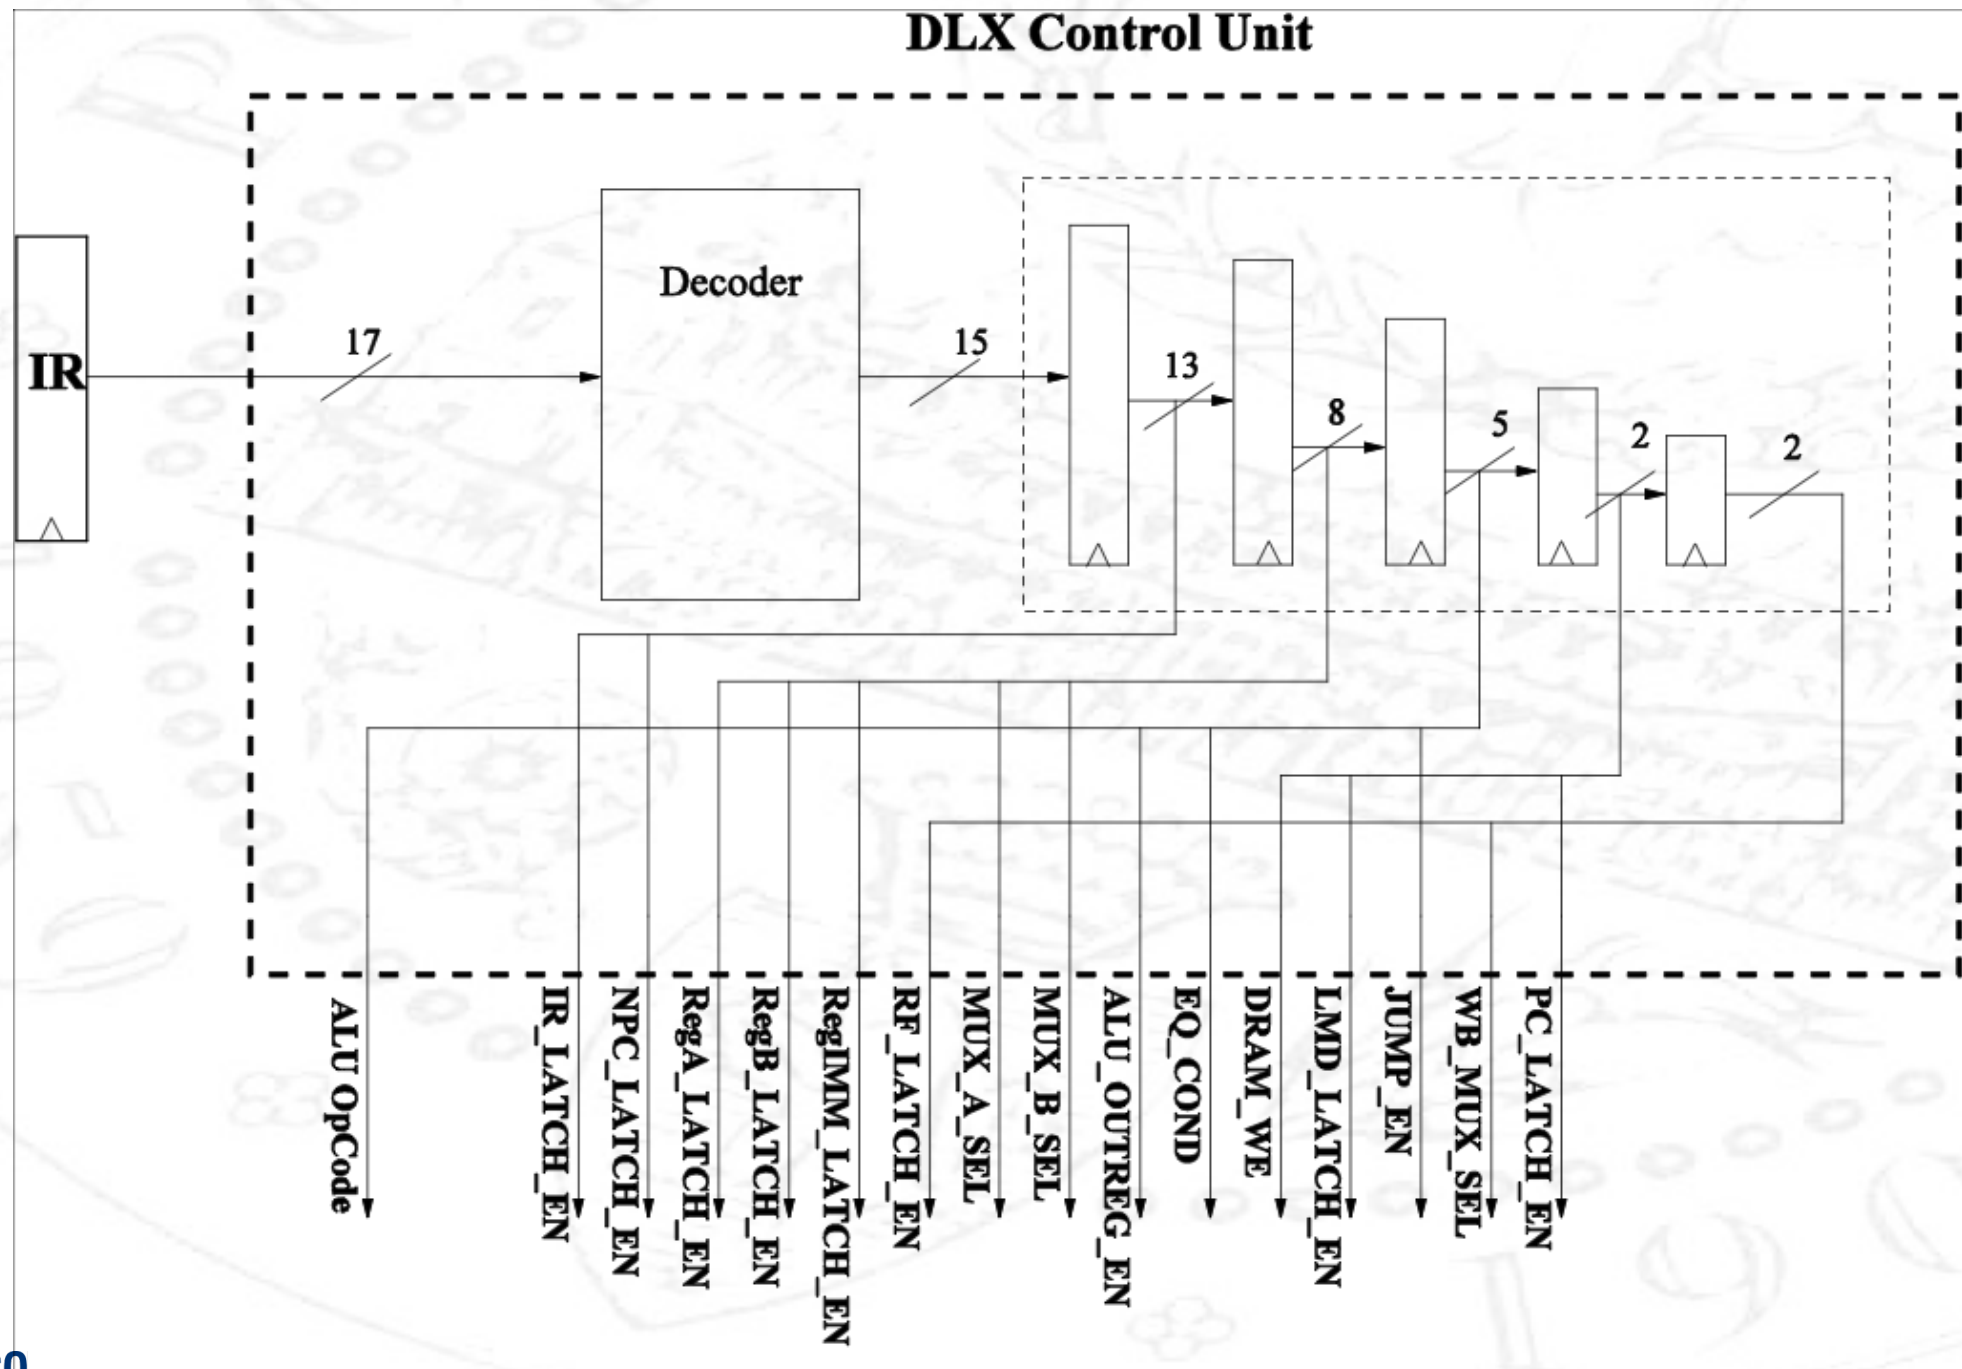 DLX Control Unit
IR
17
Decoder
15
13
8
5
2
2
ALU OpCode
IR_LATCH_EN
NPC_LATCH_EN
RegA_LATCH_EN
RegB_LATCH_EN
RegIMM_LATCH_EN
RF_LATCH_EN
MUX_A_SEL
MUX_B_SEL
ALU_OUTREG_EN
EQ_COND
DRAM_WE
LMD_LATCH_EN
JUMP_EN
WB_MUX_SEL
PC_LATCH_EN